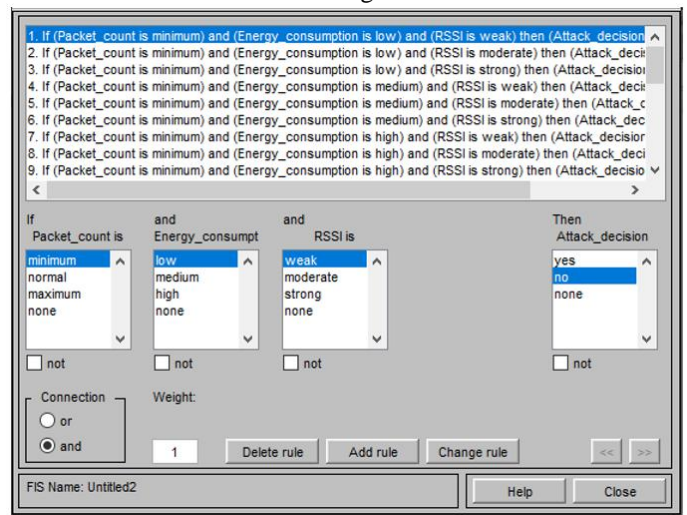 1. If (Packet_count is minimum) and (Energy_consumption is low) and (RSSI is weak) then (Attack_decision
2. If (Packet_count is minimum) and (Energy_consumption is low) and (RSSI is moderate) then (Attack_decis
3. If (Packet_count is minimum) and (Energy_consumption is low) and (RSSI is strong) then (Attack_decision
4. If (Packet_count is minimum) and (Energy_consumption is medium) and (RSSI is weak) then (Attack_dec
5. If (Packet_count is minimum) and (Energy_consumption is medium) and (RSSI is moderate) then (Attack_c
6. If (Packet_count is minimum) and (Energy_consumption is medium) and (RSSI is strong) then (Attack_dec
7. If (Packet_count is minimum) and (Energy_consumption is high) and (RSSI is weak) then (Attack_decision
8. If (Packet_count is minimum) and (Energy_consumption is high) and (RSSI is moderate) then (Attack_deci
9. If (Packet_count is minimum) and (Energy_consumption is high) and (RSSI is strong) then (Attack_decisio
If and and Then
Packet_count is Energy_consumpt RSSI is Attack_decision
minimum low weak yes
normal medium moderate no
maximum high strong none
none none none
not not not not
Connection Weight:
or
and 1 Delete rule Add rule Change rule << >>
FIS Name: Untitled2 Help Close